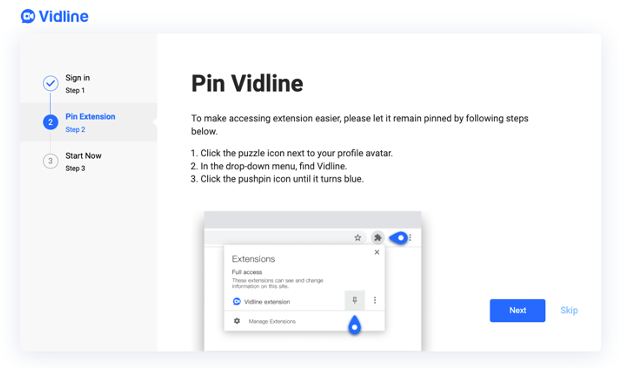 Vidline
Sign in
Step 1
2
Pin Extension
Step 2
3
Start Now
Step 3
Pin Vidline
To make accessing extension easier, please let it remain pinned by following steps
below.
1. Click the puzzle icon next to your profile avatar.
2. In the drop-down menu, find Vidline.
3. Click the pushpin icon until it turns blue.
Extensions
Full access
These extensions can see and change
information on this site.
Vidline extension
Manage Extensions
Next
Skip